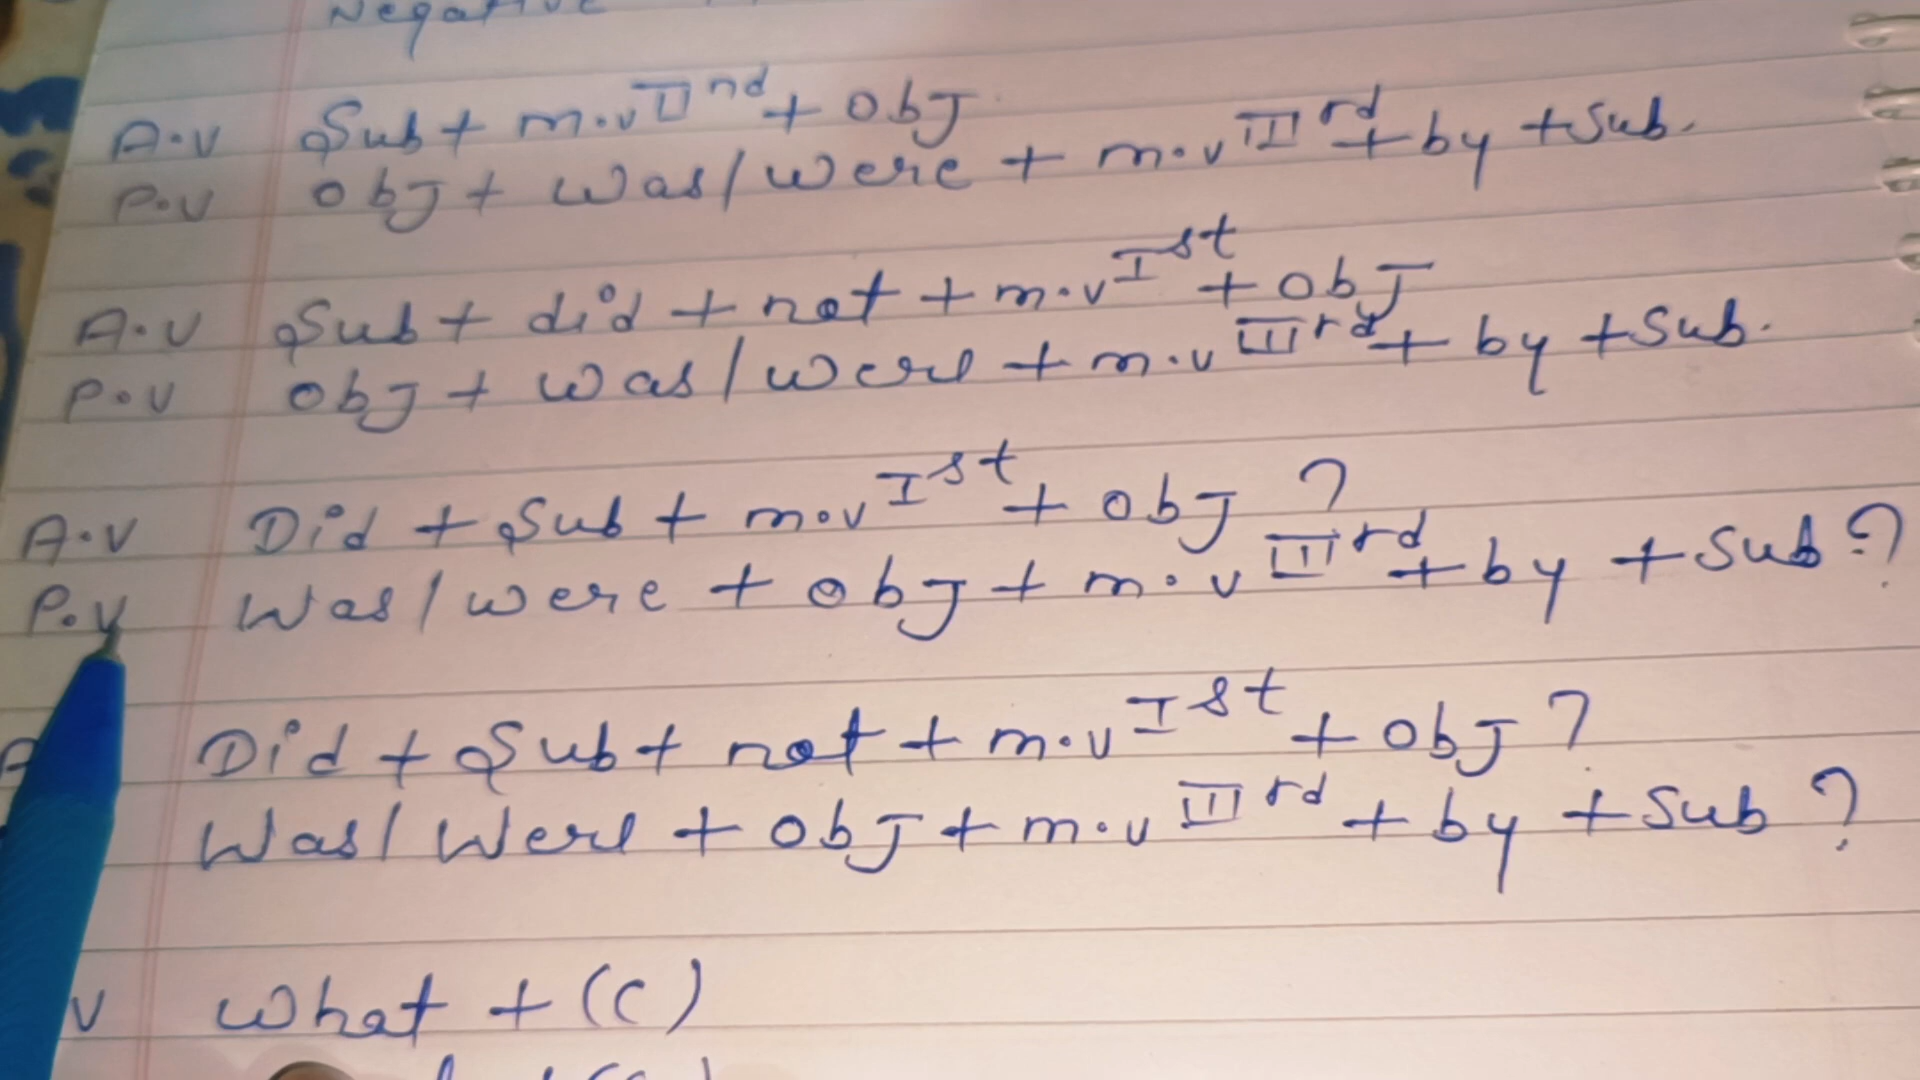 Negative
A.V Sub + m.v IInd + obj
P.V obj + was/were + m.v IIIrd + by + sub.
A.V Sub + did + not + m.v Ist + obj
P.V obj + was/were + m.v IIIrd + by + sub.
A.V Did + Sub + m.v Ist + obj ?
P.V Was/were + obj + m.v IIIrd + by + sub ?
Did + Sub + not + m.v Ist + obj ?
Was/Were + obj + m.v IIIrd + by + sub ?
V What + (C)